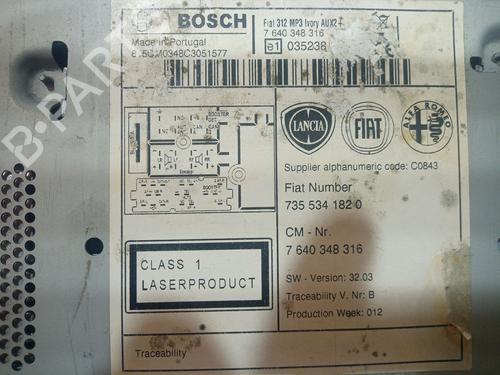 BOSCH
Fiat 312 MP3 Ivory AUX2
7 640 348 316
Made in Portugal
e1 035238
LANCIA
FIAT
ALFA ROMEO
Supplier alphanumeric code: C0843
Fiat Number
735 534 182 0
CM - Nr.
7 640 348 316
CLASS 1
LASERPRODUCT
SW - Version: 32.03
Traceability V. Nr: B
Production Week: 012
Traceability
B-PARTS